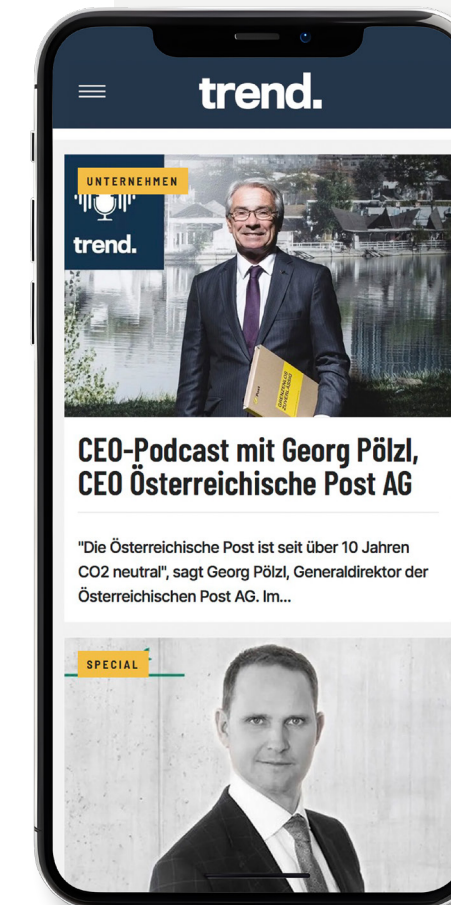 trend.
UNTERNEHMEN
trend.
CEO-Podcast mit Georg Pölzl,
CEO Österreichische Post AG
"Die Österreichische Post ist seit über 10 Jahren
CO2 neutral", sagt Georg Pölzl, Generaldirektor der
Österreichischen Post AG. Im...
SPECIAL